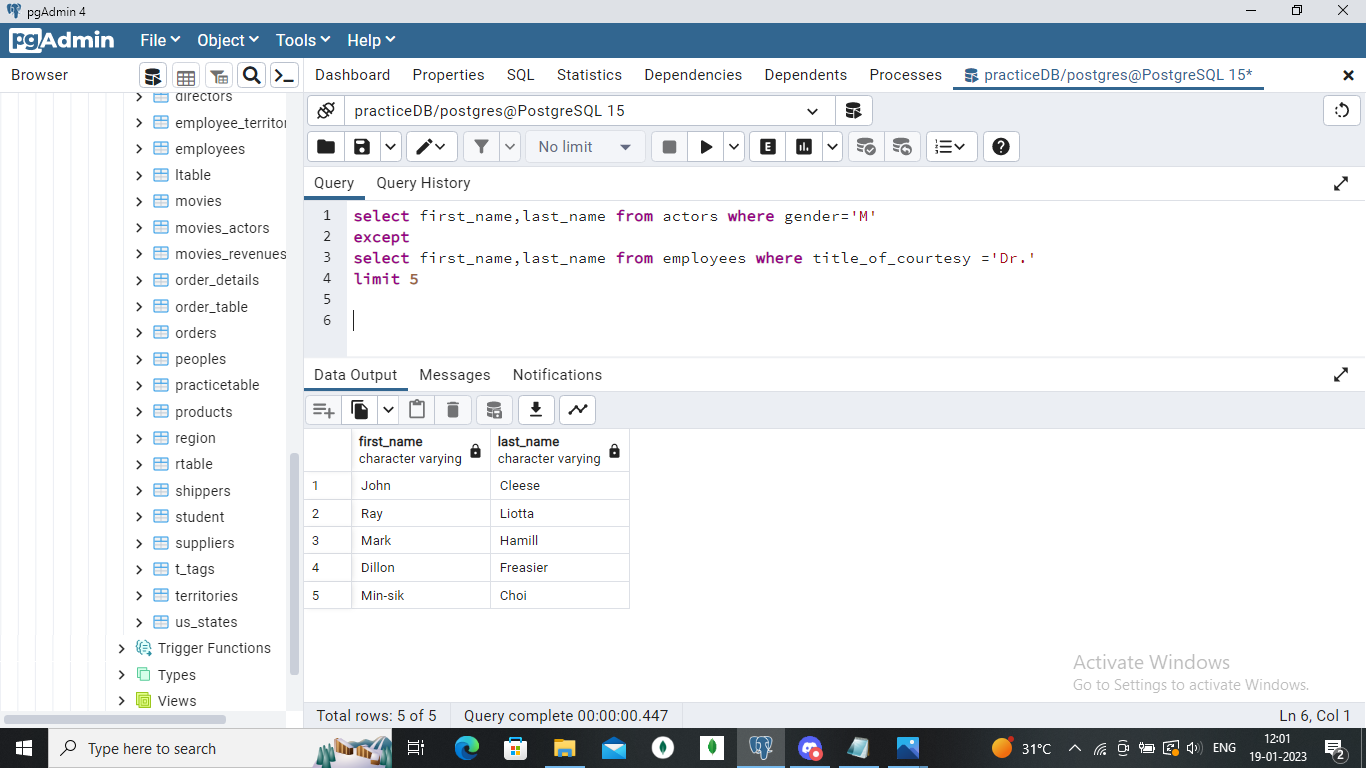 pgAdmin 4
pgAdmin File Object Tools Help
Browser
Dashboard Properties SQL Statistics Dependencies Dependents Processes practiceDB/postgres@PostgreSQL 15*
directors
employee_territo
employees
ltable
movies
movies_actors
movies_revenues
order_details
order_table
orders
peoples
practicetable
products
region
rtable
shippers
student
suppliers
t_tags
territories
us_states
Trigger Functions
Types
Views
practiceDB/postgres@PostgreSQL 15
No limit
E
Query Query History
1 select first_name,last_name from actors where gender='M'
2 except
3 select first_name,last_name from employees where title_of_courtesy ='Dr.'
4 limit 5
5
6
Data Output Messages Notifications
first_name last_name
character varying character varying
1 John Cleese
2 Ray Liotta
3 Mark Hamill
4 Dillon Freasier
5 Min-sik Choi
Activate Windows
Go to Settings to activate Windows.
Total rows: 5 of 5 Query complete 00:00:00.447 Ln 6, Col 1
Type here to search
31°C ENG 12:01
19-01-2023
2